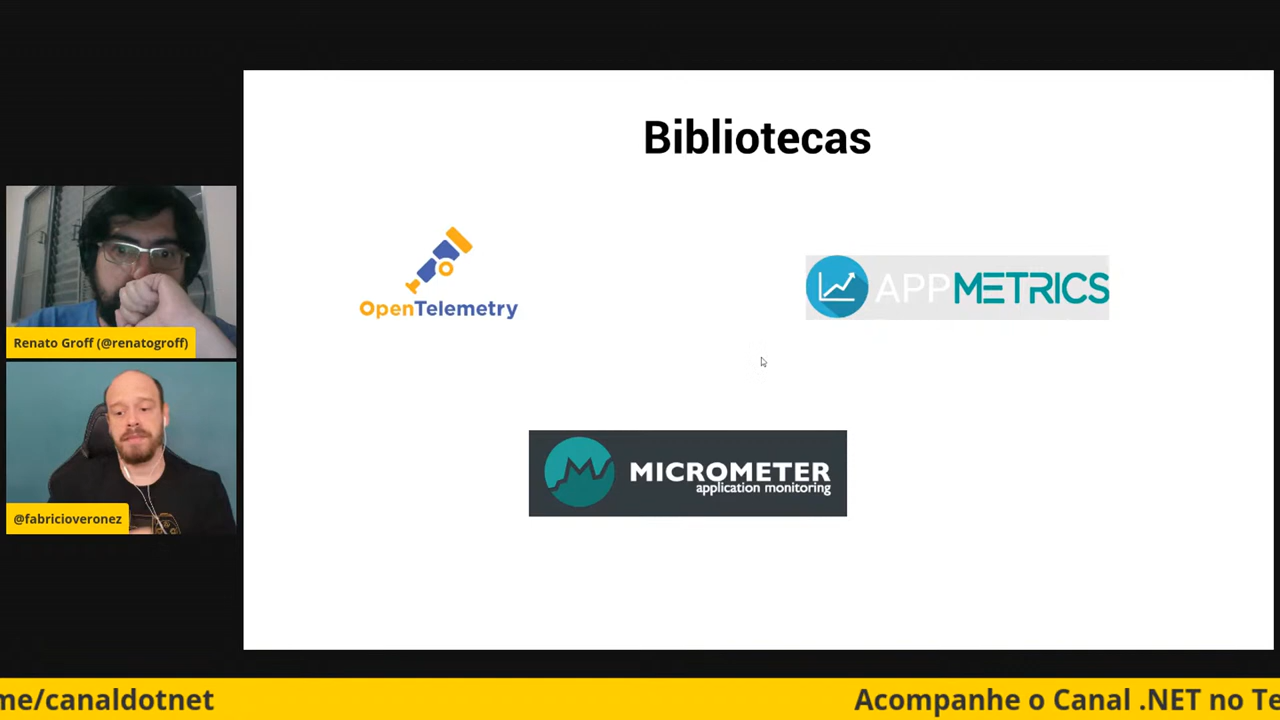 Bibliotecas
OpenTelemetry
APPMETRICS
MICROMETER
application monitoring
Renato Groff (@renatogroff)
@fabricioveronez
me/canaldotnet
Acompanhe o Canal .NET no Te